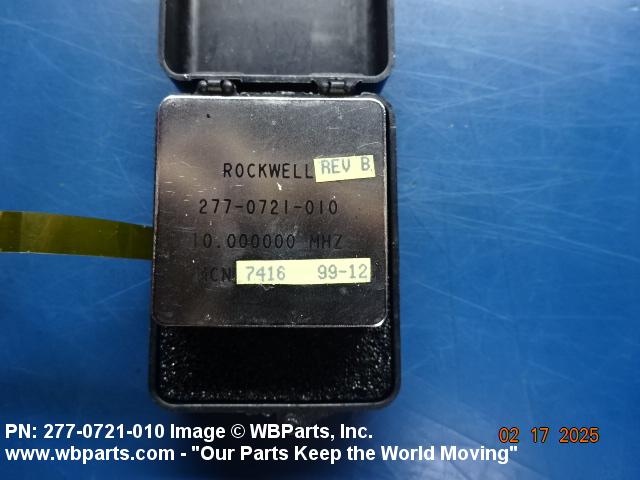 ROCKWELL REV B
277-0721-010
10.000000 MHZ
MCN 7416 99-12
PN: 277-0721-010 Image © WBParts, Inc.
02 17 2025
www.wbparts.com - "Our Parts Keep the World Moving"